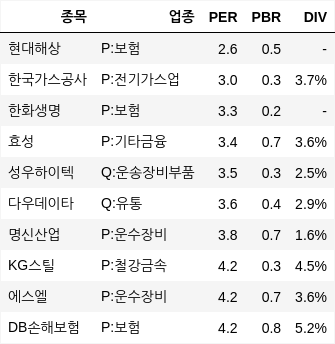 종목 업종 PER PBR DIV
현대해상 P:보험 2.6 0.5 -
한국가스공사 P:전기가스업 3.0 0.3 3.7%
한화생명 P:보험 3.3 0.2 -
효성 P:기타금융 3.4 0.7 3.6%
성우하이텍 Q:운송장비부품 3.5 0.3 2.5%
다우데이타 Q:유통 3.6 0.4 2.9%
명신산업 P:운수장비 3.8 0.7 1.6%
KG스틸 P:철강금속 4.2 0.3 4.5%
에스엘 P:운수장비 4.2 0.7 3.6%
DB손해보험 P:보험 4.2 0.8 5.2%